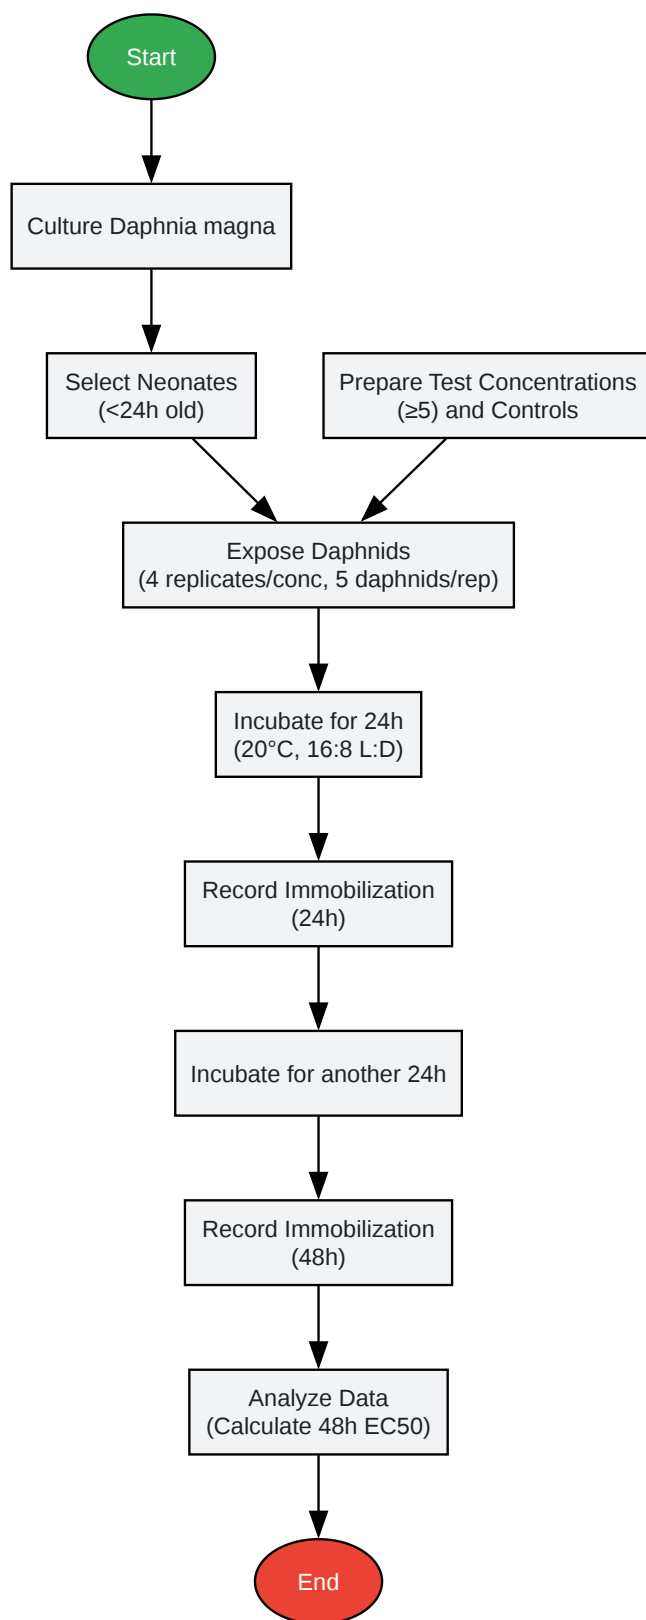 Start
Culture Daphnia magna
Select Neonates
(<24h old)
Prepare Test Concentrations
(≥5) and Controls
Expose Daphnids
(4 replicates/conc, 5 daphnids/rep)
Incubate for 24h
(20°C, 16:8 L:D)
Record Immobilization
(24h)
Incubate for another 24h
Record Immobilization
(48h)
Analyze Data
(Calculate 48h EC50)
End